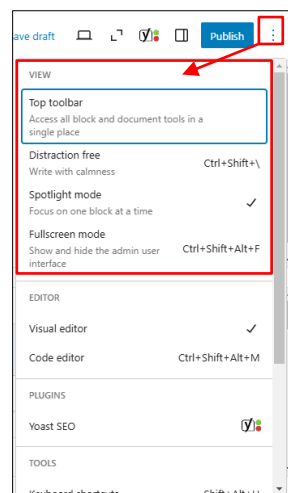 ave draft Publish
VIEW
Top toolbar
Access all block and document tools in a
single place
Distraction free Ctrl+Shift+\
Write with calmness
Spotlight mode
Focus on one block at a time
Fullscreen mode Ctrl+Shift+Alt+F
Show and hide the admin user
interface
EDITOR
Visual editor
Code editor Ctrl+Shift+Alt+M
PLUGINS
Yoast SEO
TOOLS
Keyboard shortcuts